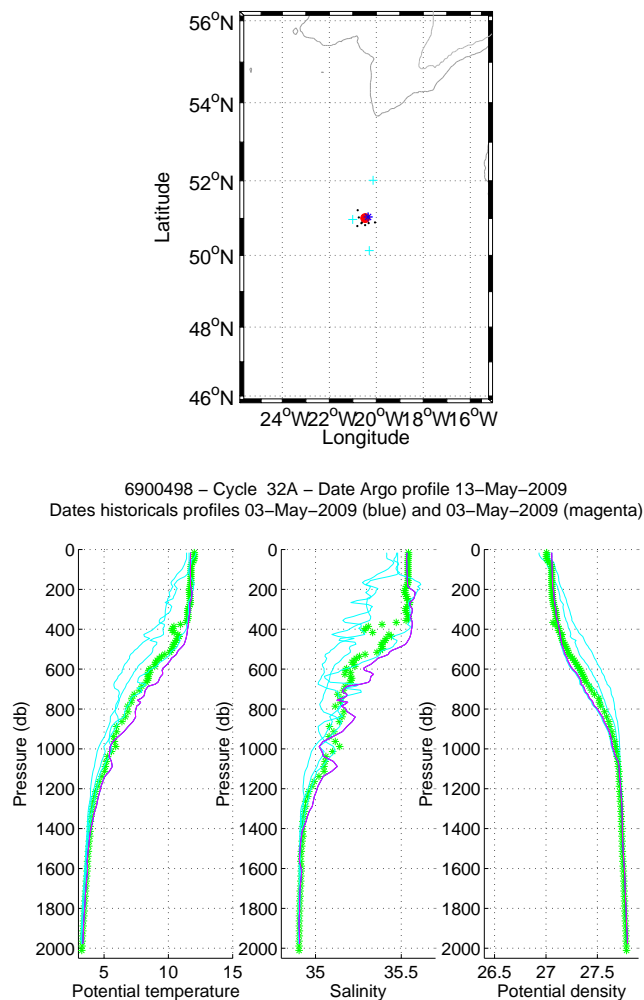 56°N
54°N
52°N
50°N
48°N
46°N
Latitude
24°W 22°W 20°W 18°W 16°W
Longitude
6900498 − Cycle 32A − Date Argo profile 13−May−2009
Dates historicals profiles 03−May−2009 (blue) and 03−May−2009 (magenta)
0 0 0
200 200 200
400 400 400
600 600 600
800 800 800
1000 1000 1000
1200 1200 1200
1400 1400 1400
1600 1600 1600
1800 1800 1800
2000 2000 2000
Pressure (db) Pressure (db) Pressure (db)
5 10 15 35 35.5 26.5 27 27.5
Potential temperature Salinity Potential density